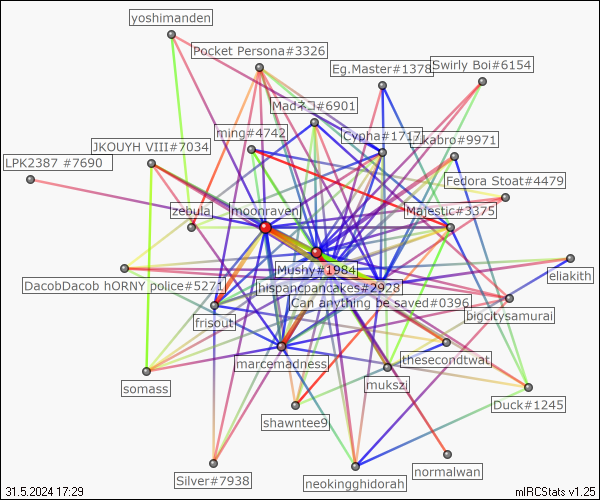 yoshimanden
Pocket Persona#3326
Swirly Boi#6154
Eg.Master#1378
Madネコ#6901
ming#4742
Cypha#1717
kabro#9971
JKOUYH VIII#7034
LPK2387 #7690
Fedora Stoat#4479
zebula
moonraven
Majestic#3375
Mushy#1984
eliakith
DacobDacob hORNY police#5271
hispancpancakes#2928
Can anything be saved#0396
bigcitysamurai
frisout
marcemadness
thesecondtwat
somass
mukszi
Duck#1245
shawntee9
Silver#7938
normalwan
neokingghidorah
31.5.2024 17:29
mIRCStats v1.25